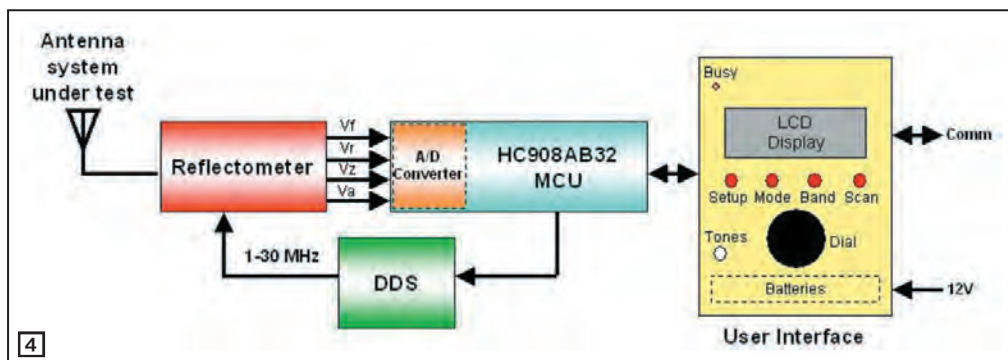 Antenna
system
under test
Reflectometer
Vf
Vr
Vz
Va
A/D
Converter
HC908AB32
MCU
1-30 MHz
DDS
Busy
LCD
Display
Setup Mode Band Scan
Tones
Dial
Batteries
Comm
12V
User Interface
4